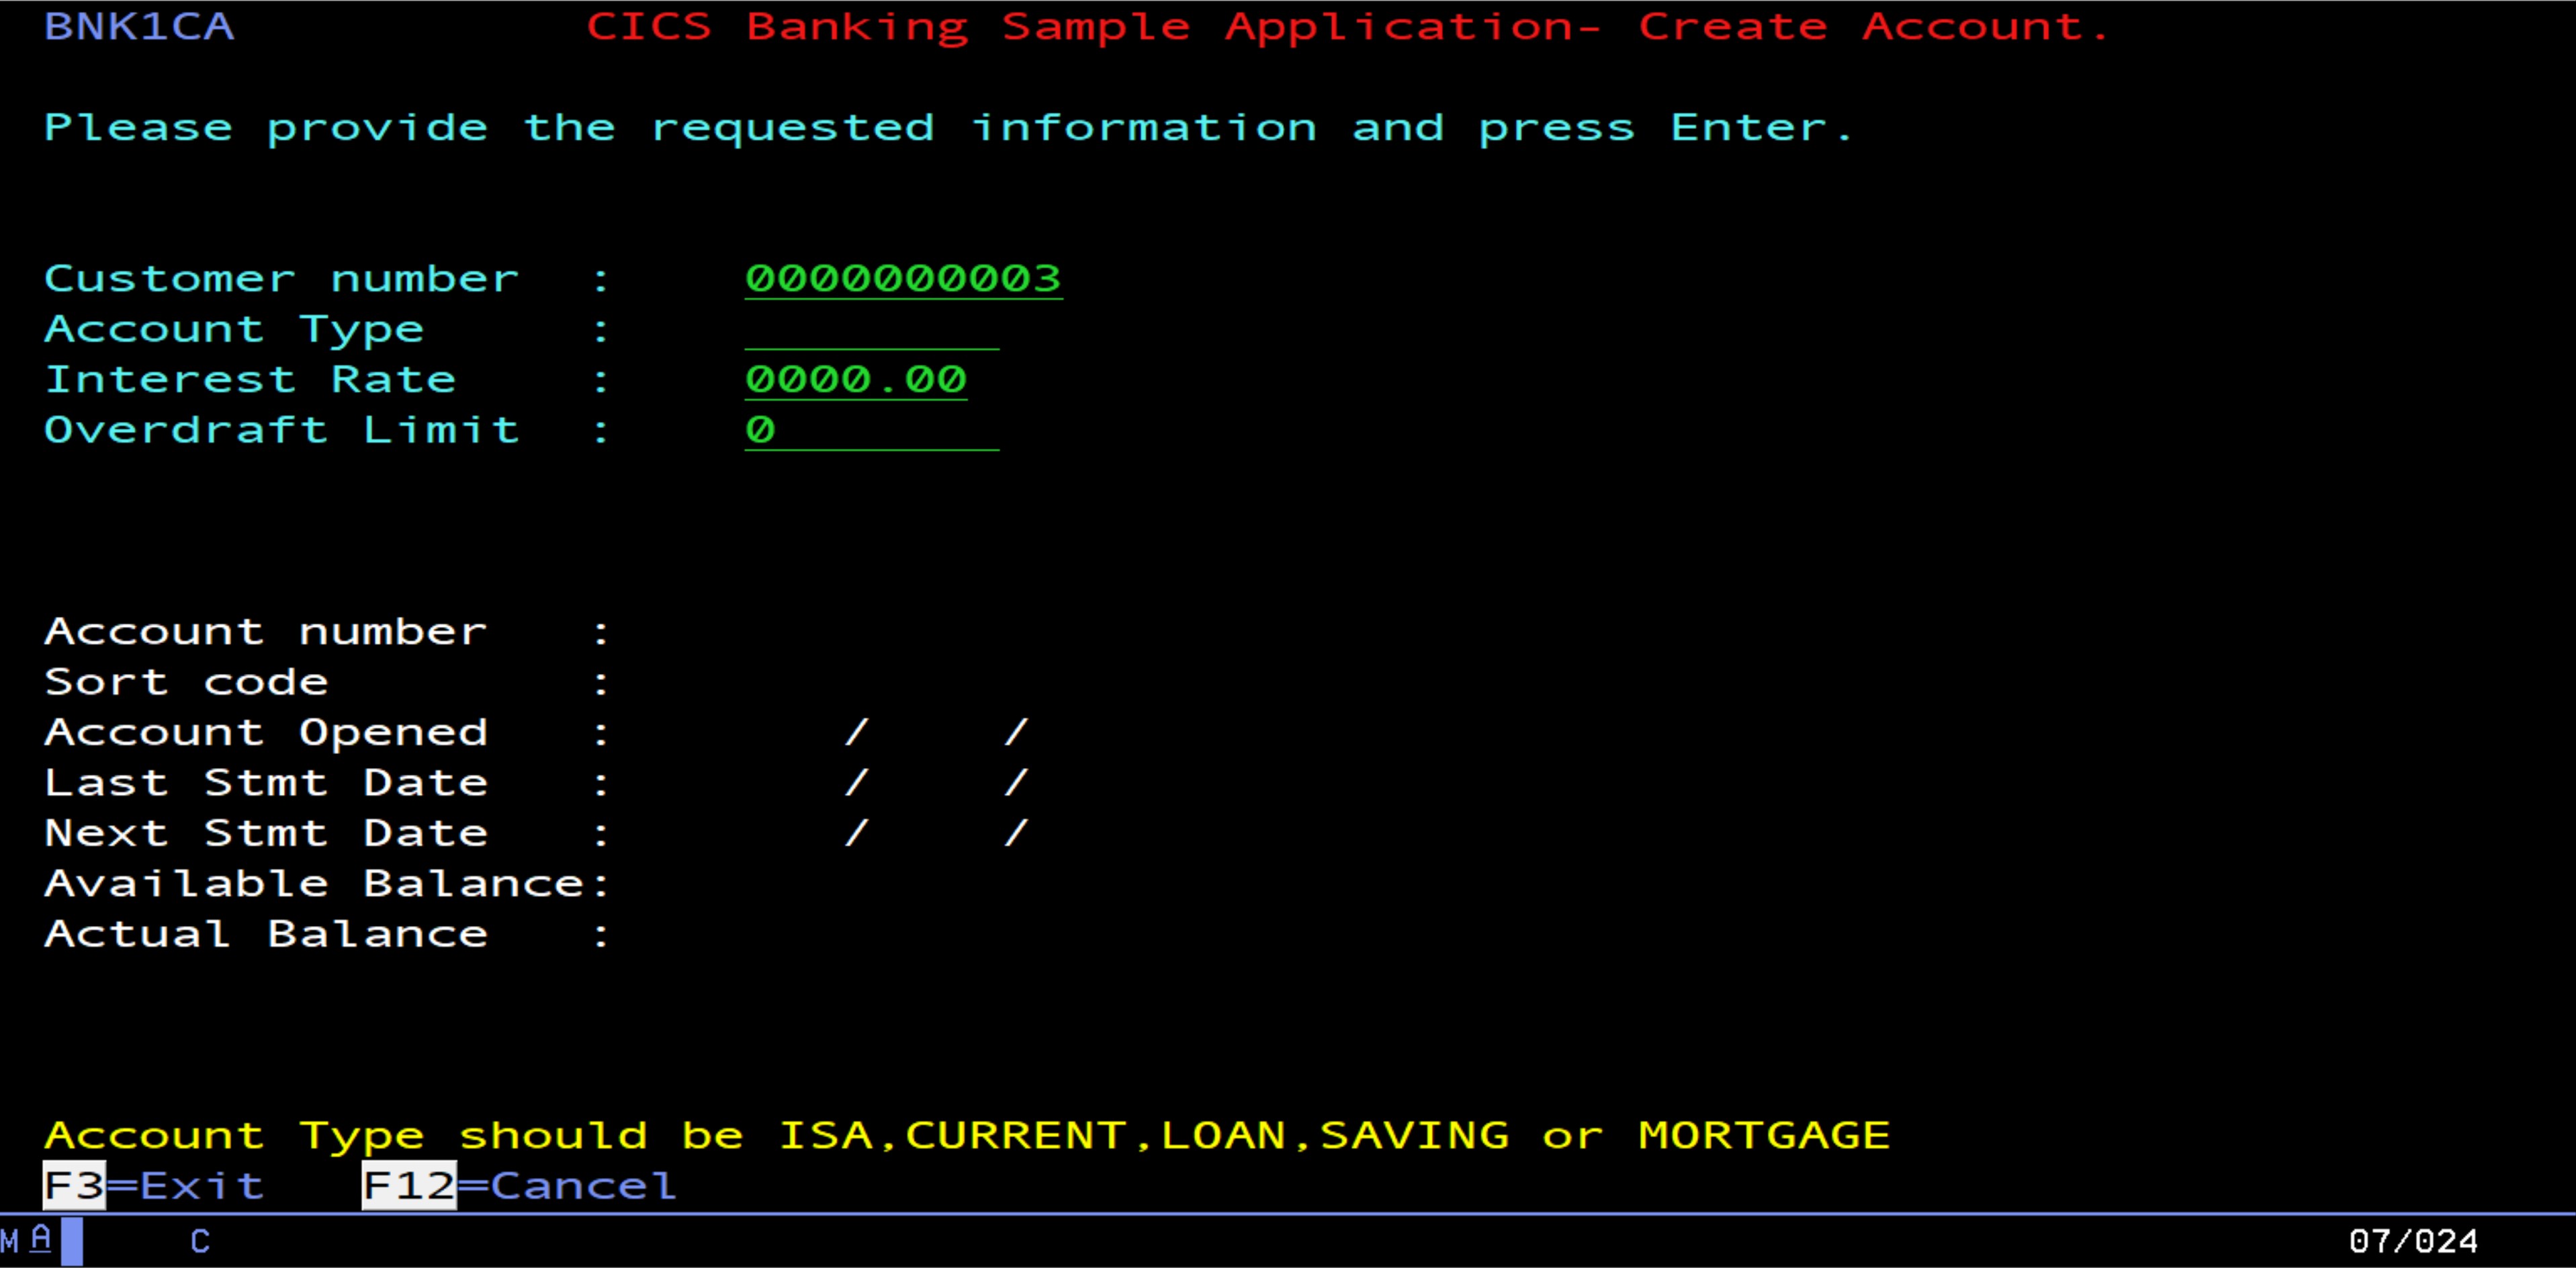 BNK1CA CICS Banking Sample Application- Create Account.
Please provide the requested information and press Enter.
Customer number : 0000000003
Account Type :
Interest Rate : 0000.00
Overdraft Limit : 0
Account number :
Sort code :
Account Opened : / /
Last Stmt Date : / /
Next Stmt Date : / /
Available Balance:
Actual Balance :
Account Type should be ISA,CURRENT,LOAN,SAVING or MORTGAGE
F3=Exit F12=Cancel
MA C 07/024